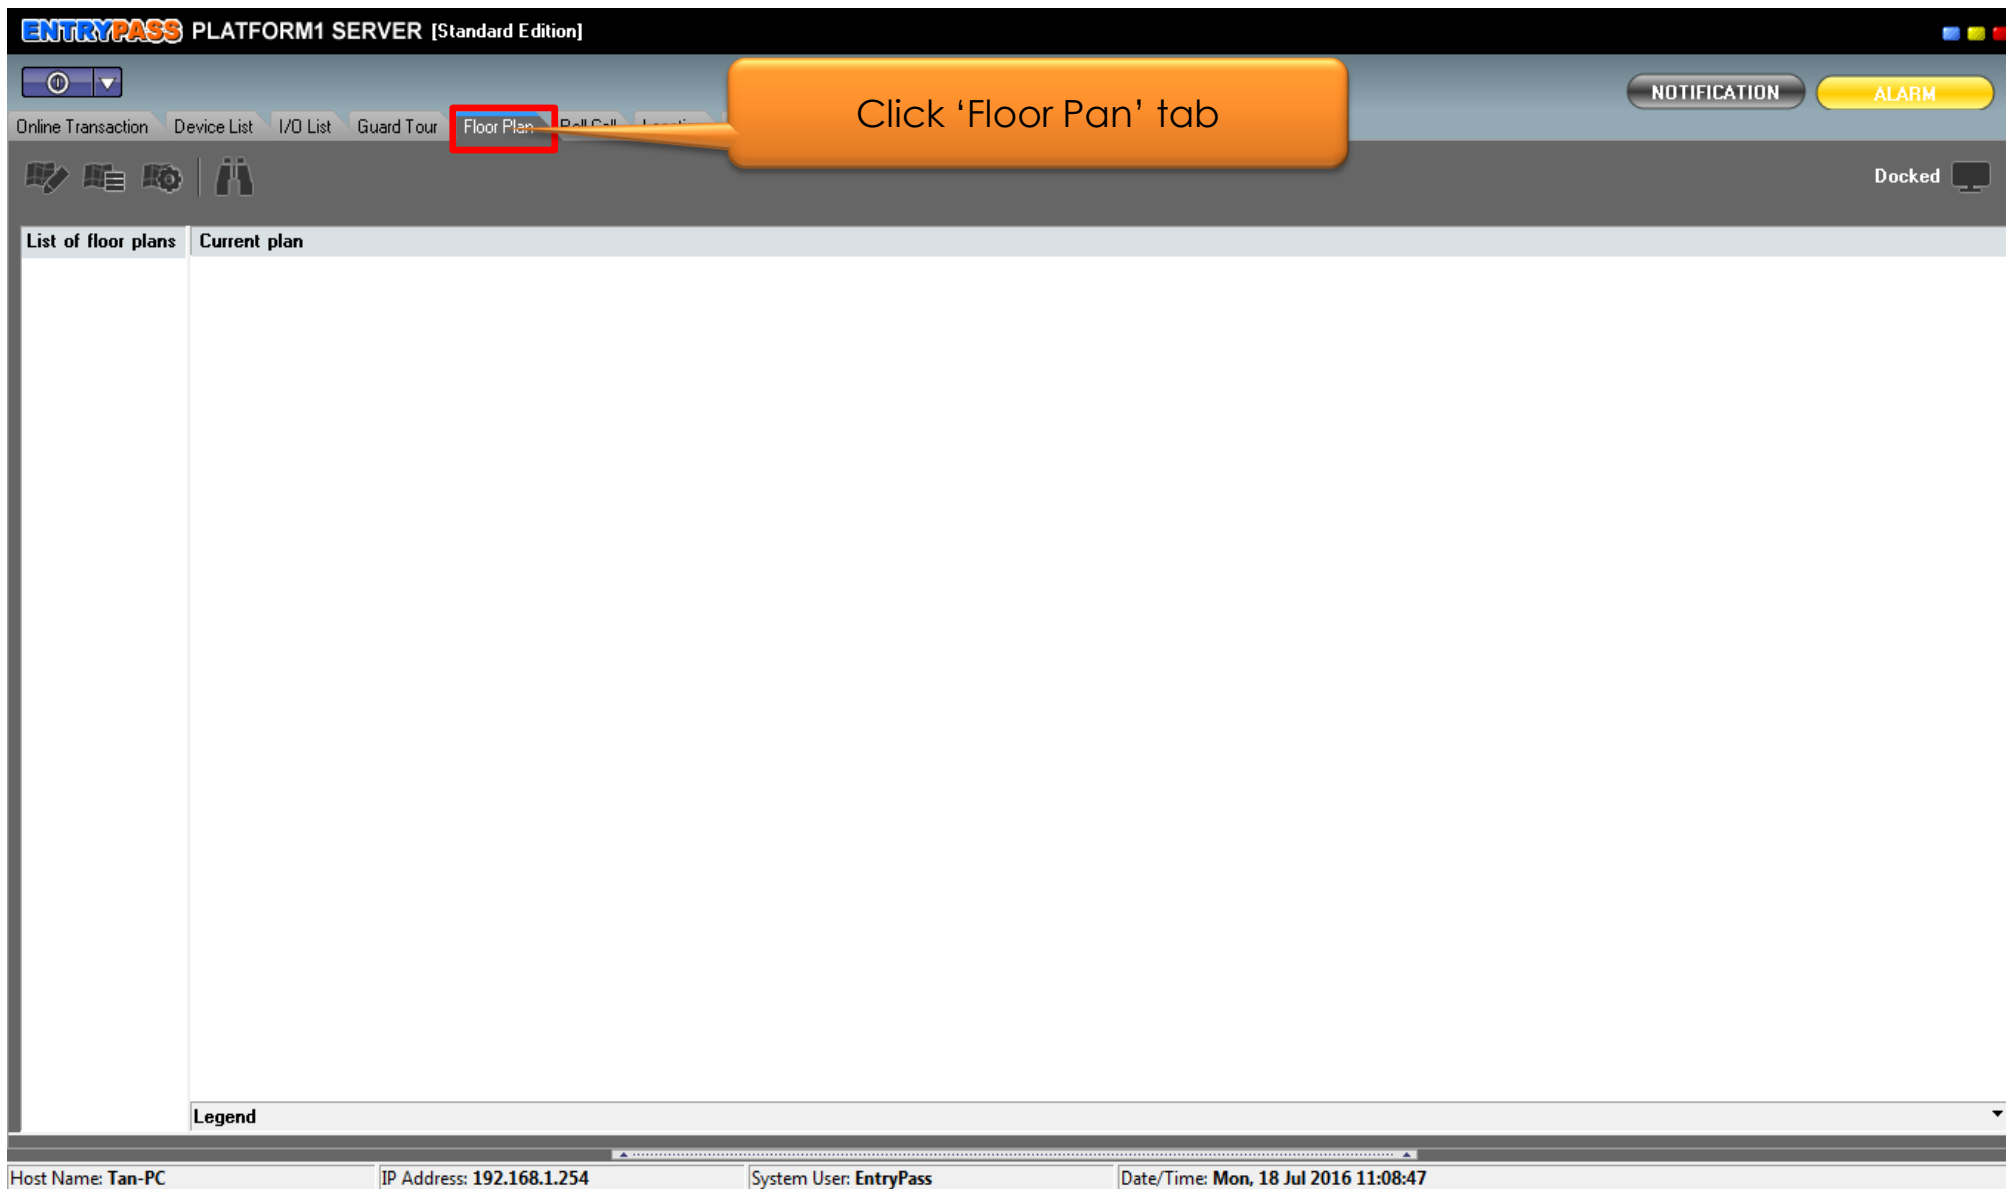 ENTRYPASS PLATFORM1 SERVER [Standard Edition]
NOTIFICATION ALARM
Click ‘Floor Pan’ tab
Online Transaction Device List I/O List Guard Tour Floor Plan Roll Call
Docked
List of floor plans Current plan
Legend
Host Name: Tan-PC IP Address: 192.168.1.254 System User: EntryPass Date/Time: Mon, 18 Jul 2016 11:08:47